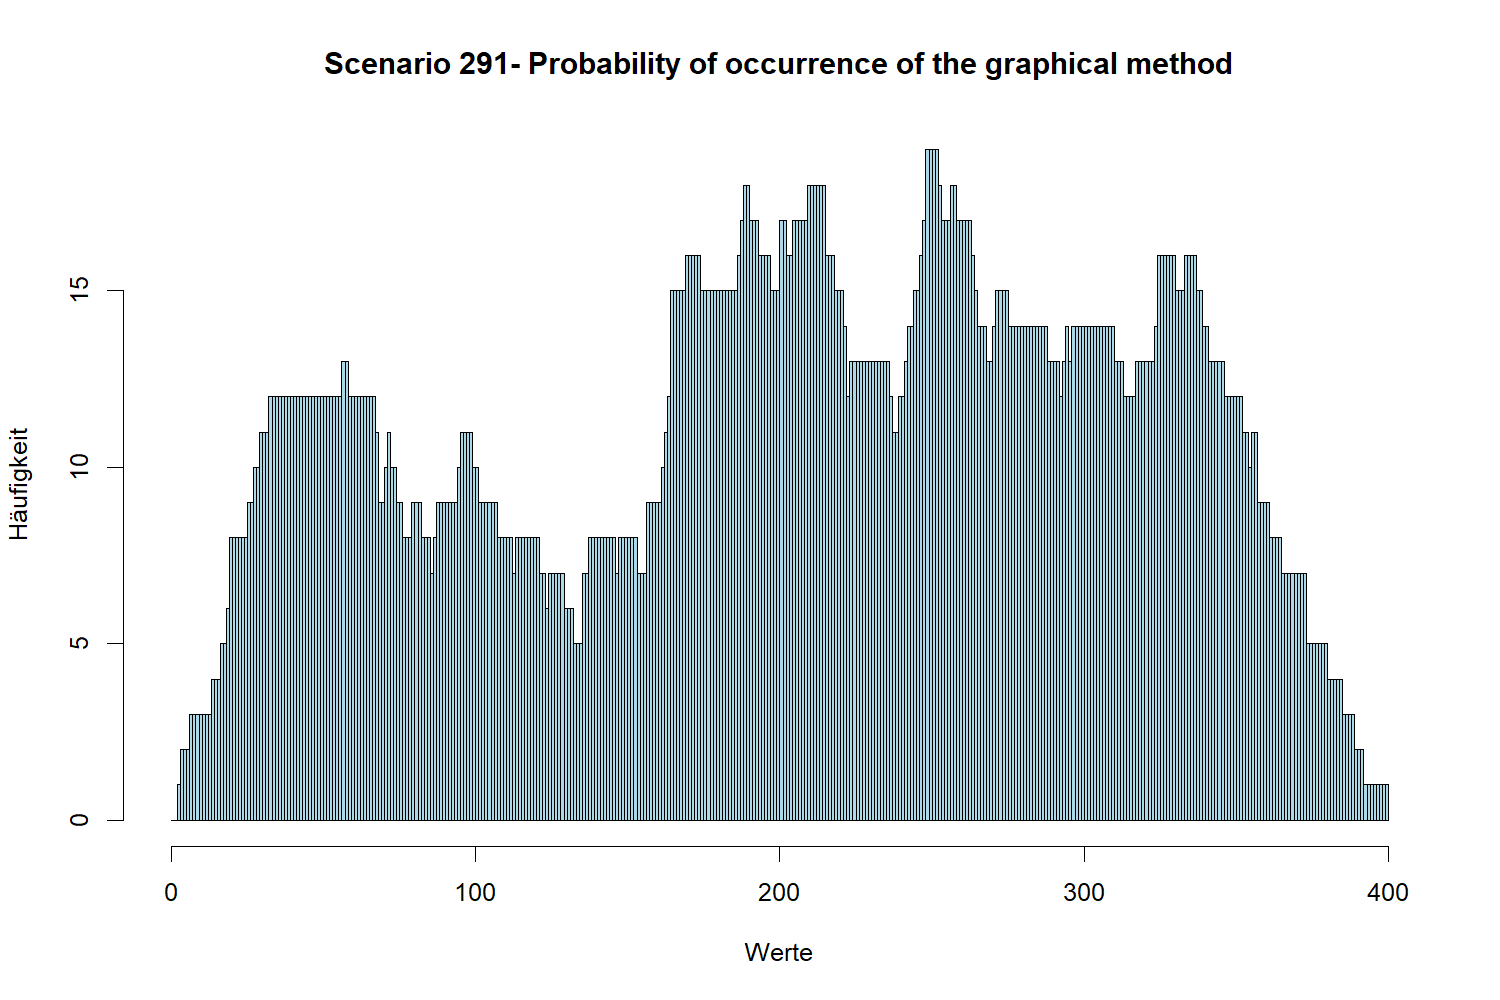 Scenario 291- Probability of occurrence of the graphical method
Häufigkeit
15
10
5
0
0 100 200 300 400
Werte